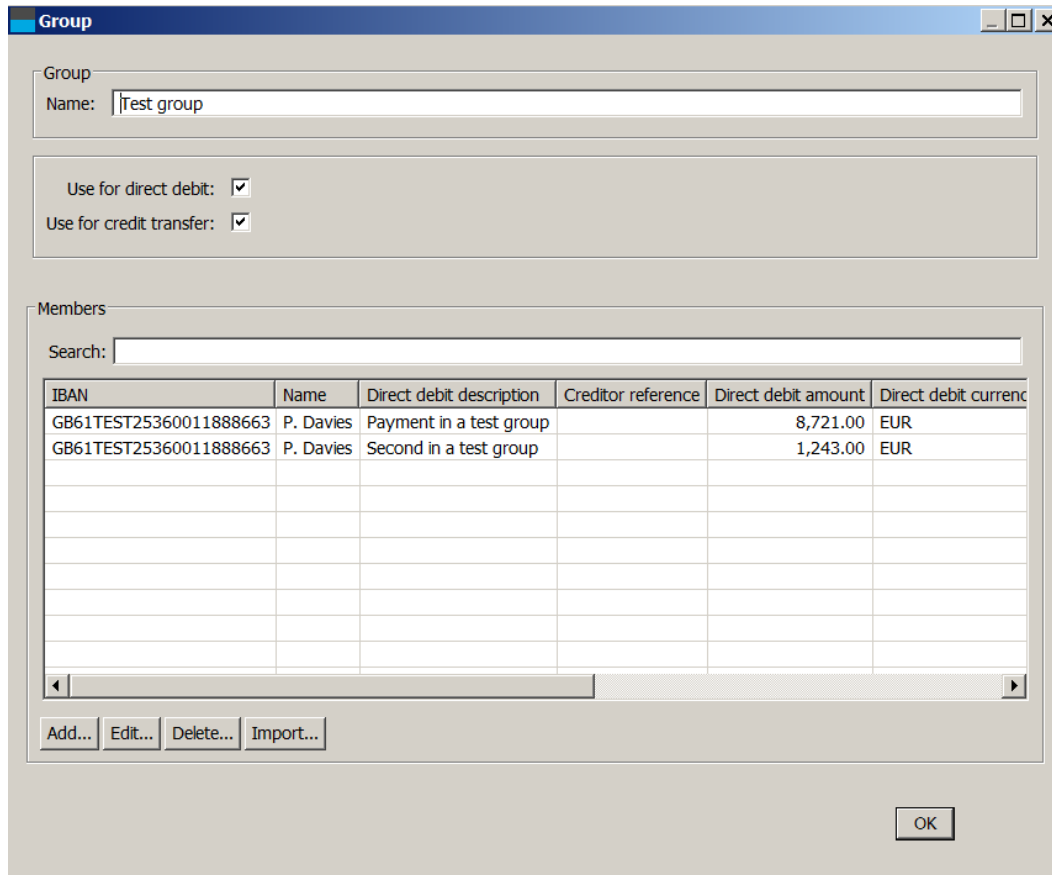 Group
Group
Name: Test group
Use for direct debit:
Use for credit transfer:
Members
Search:
IBAN Name Direct debit description Creditor reference Direct debit amount Direct debit currenc
GB61TEST25360011888663 P. Davies Payment in a test group 8,721.00 EUR
GB61TEST25360011888663 P. Davies Second in a test group 1,243.00 EUR
Add... Edit... Delete... Import...
OK